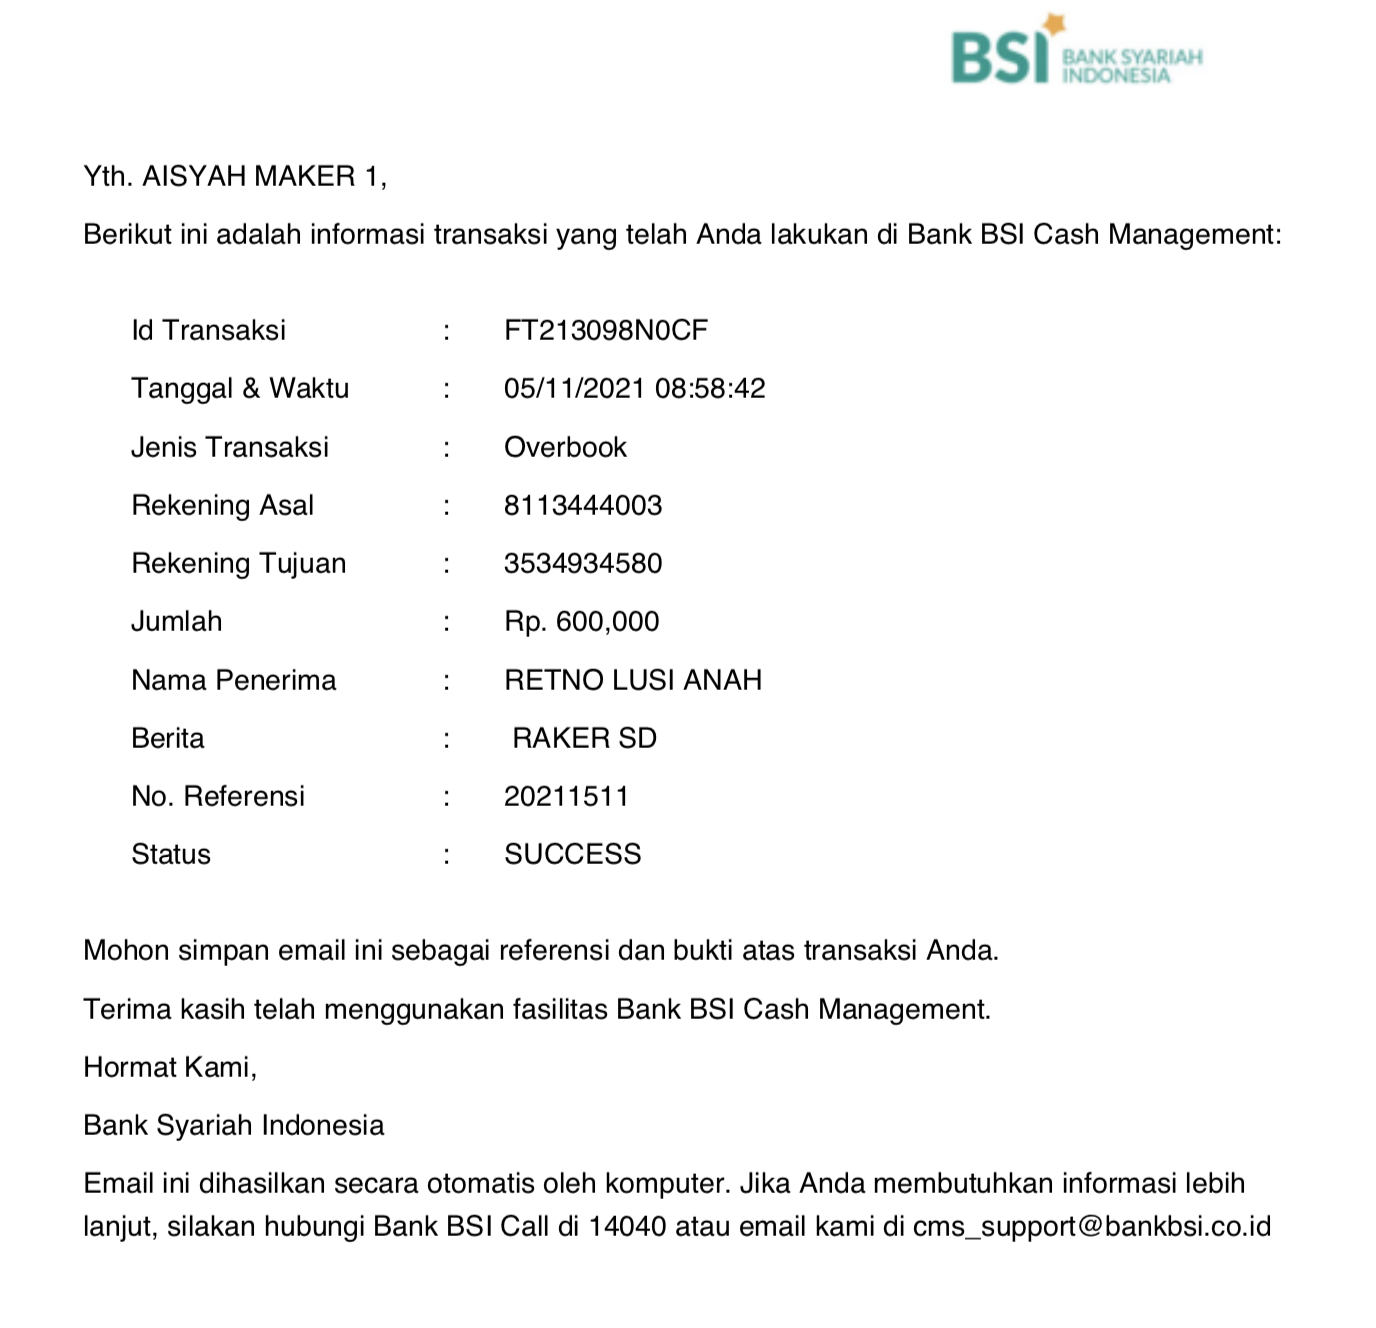 BSI BANK SYARIAH
INDONESIA
Yth. AISYAH MAKER 1,
Berikut ini adalah informasi transaksi yang telah Anda lakukan di Bank BSI Cash Management:
Id Transaksi : FT213098N0CF
Tanggal & Waktu : 05/11/2021 08:58:42
Jenis Transaksi : Overbook
Rekening Asal : 8113444003
Rekening Tujuan : 3534934580
Jumlah : Rp. 600,000
Nama Penerima : RETNO LUSI ANAH
Berita : RAKER SD
No. Referensi : 20211511
Status : SUCCESS
Mohon simpan email ini sebagai referensi dan bukti atas transaksi Anda.
Terima kasih telah menggunakan fasilitas Bank BSI Cash Management.
Hormat Kami,
Bank Syariah Indonesia
Email ini dihasilkan secara otomatis oleh komputer. Jika Anda membutuhkan informasi lebih
lanjut, silakan hubungi Bank BSI Call di 14040 atau email kami di cms_support@bankbsi.co.id